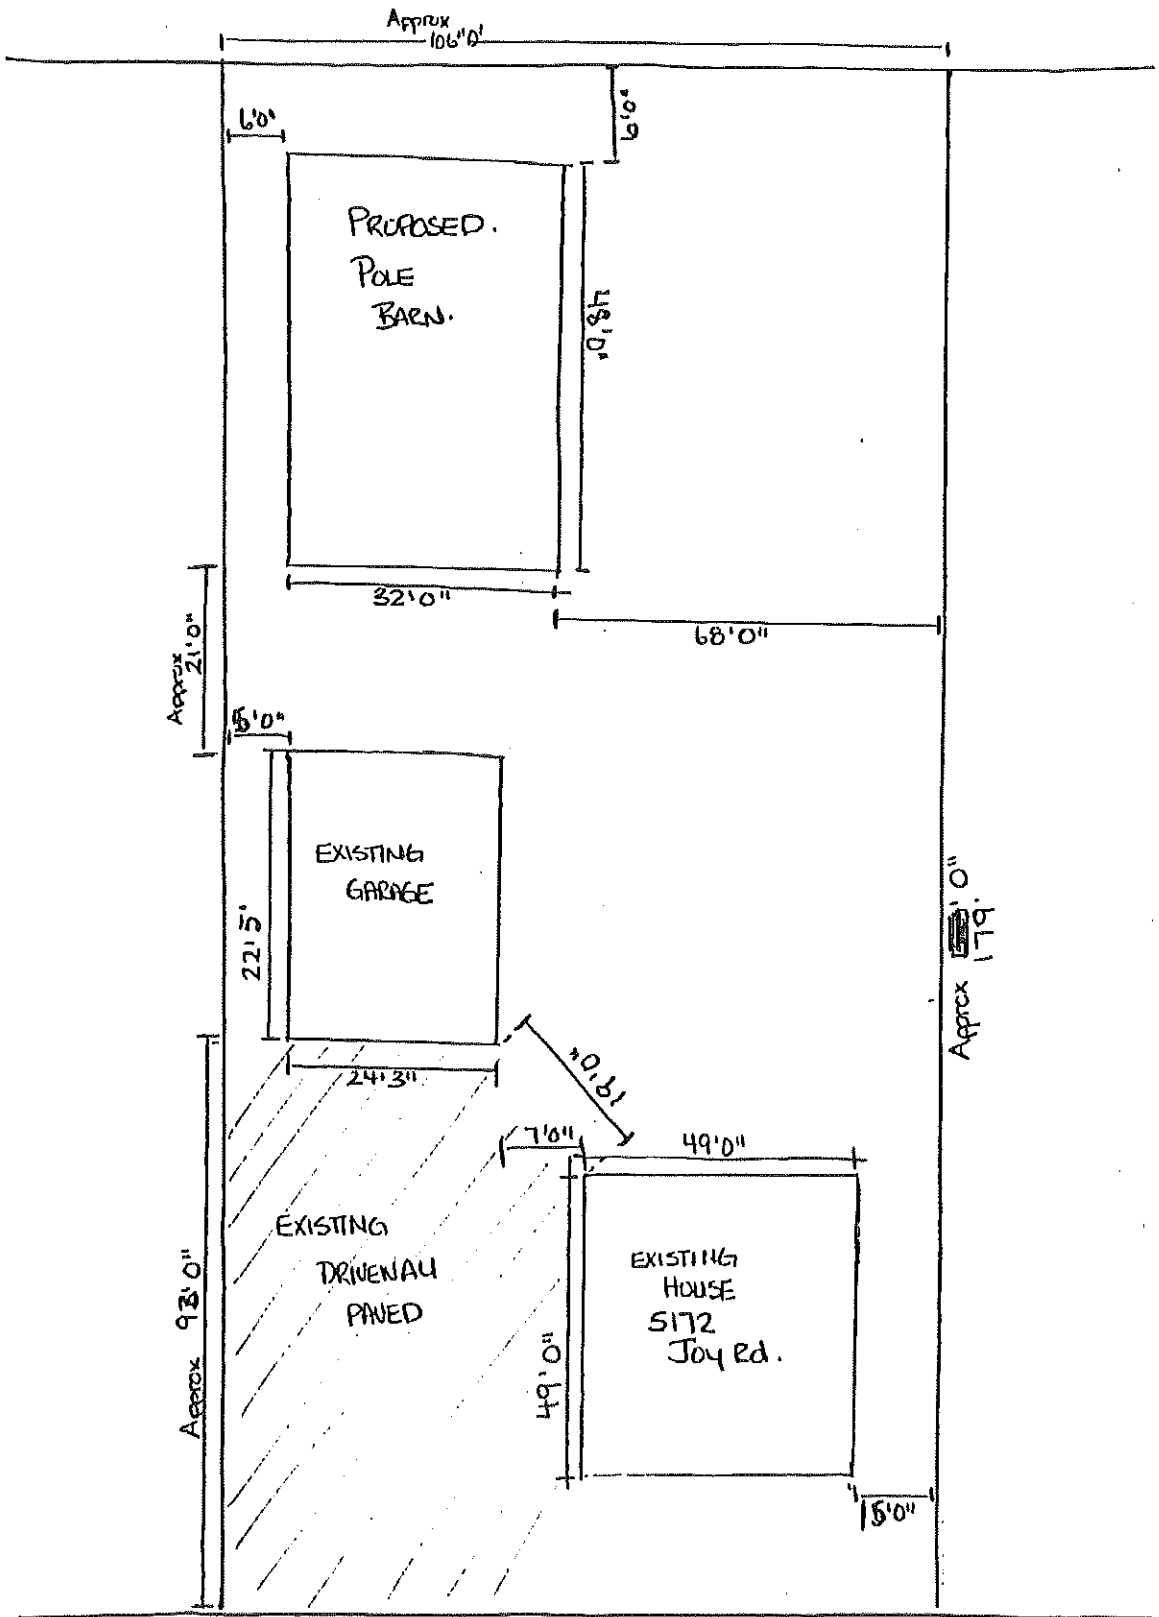 Approx
106"0'
6'0'
6'0"
PROPOSED.
POLE
BARN.
48'0"
32'0"
68'0"
Approx
21'0"
5'0"
EXISTING
GARAGE
22'5'
24'3"
19'0"
Approx '0"
179.
7'0"
49'0"
EXISTING
DRIVEWAY
PAVED
Approx 93'0"
49'0"
EXISTING
HOUSE
5172
Joy Rd.
5'0"